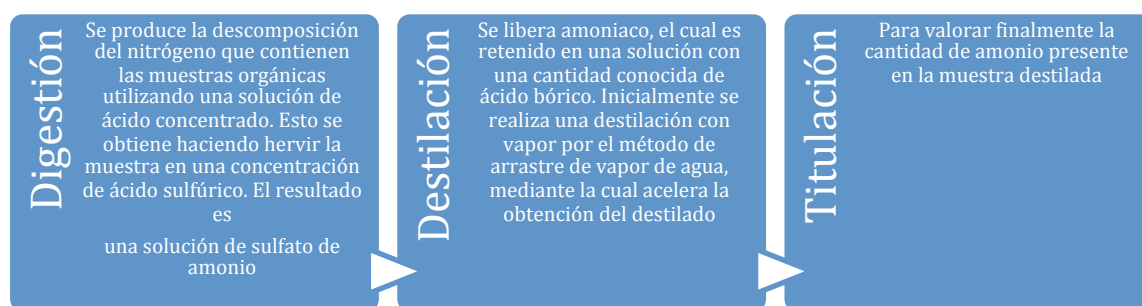 Digestión
Se produce la descomposición
del nitrógeno que contienen
las muestras orgánicas
utilizando una solución de
ácido concentrado. Esto se
obtiene haciendo hervir la
muestra en una concentración
de ácido sulfúrico. El resultado
es
una solución de sulfato de
amonio
Destilación
Se libera amoniaco, el cual es
retenido en una solución con
una cantidad conocida de
ácido bórico. Inicialmente se
realiza una destilación con
vapor por el método de
arrastre de vapor de agua,
mediante la cual acelera la
obtención del destilado
Titulación
Para valorar finalmente la
cantidad de amonio presente
en la muestra destilada